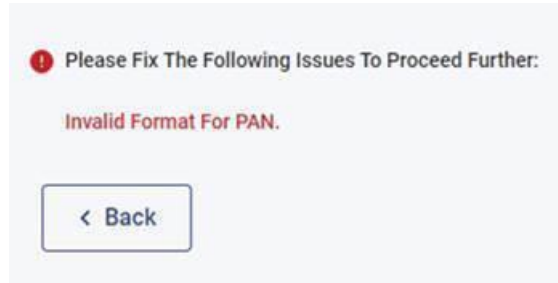 Please Fix The Following Issues To Proceed Further:
Invalid Format For PAN.
Back